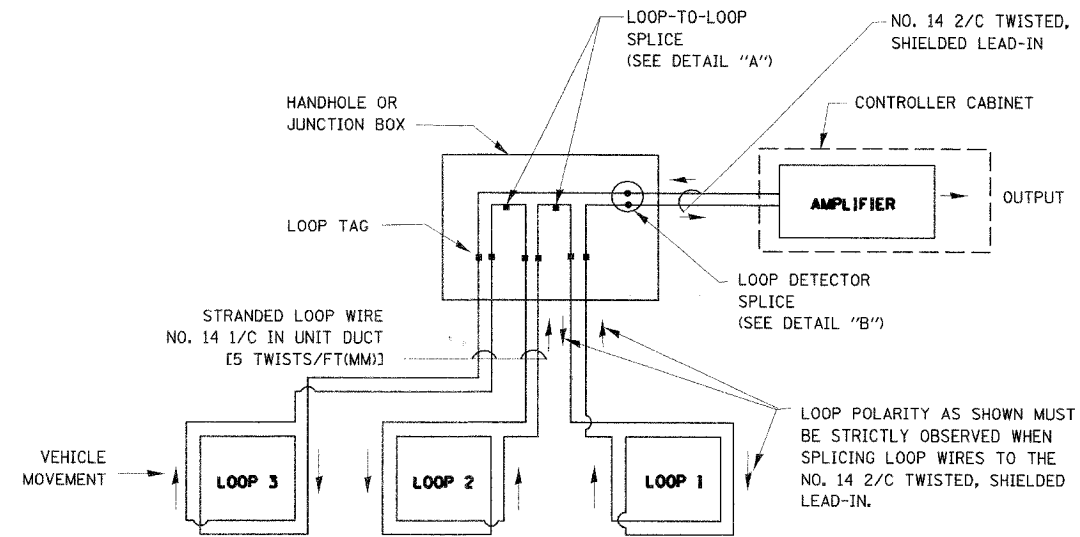 LOOP-TO-LOOP
SPLICE
(SEE DETAIL "A")
NO. 14 2/C TWISTED,
SHIELDED LEAD-IN
HANDHOLE OR
JUNCTION BOX
CONTROLLER CABINET
AMPLIFIER
OUTPUT
LOOP TAG
LOOP DETECTOR
SPLICE
(SEE DETAIL "B")
STRANDED LOOP WIRE
NO. 14 1/C IN UNIT DUCT
[5 TWISTS/FT(MM)]
LOOP POLARITY AS SHOWN MUST
BE STRICTLY OBSERVED WHEN
SPLICING LOOP WIRES TO THE
NO. 14 2/C TWISTED, SHIELDED
LEAD-IN.
VEHICLE
MOVEMENT
LOOP 3
LOOP 2
LOOP 1